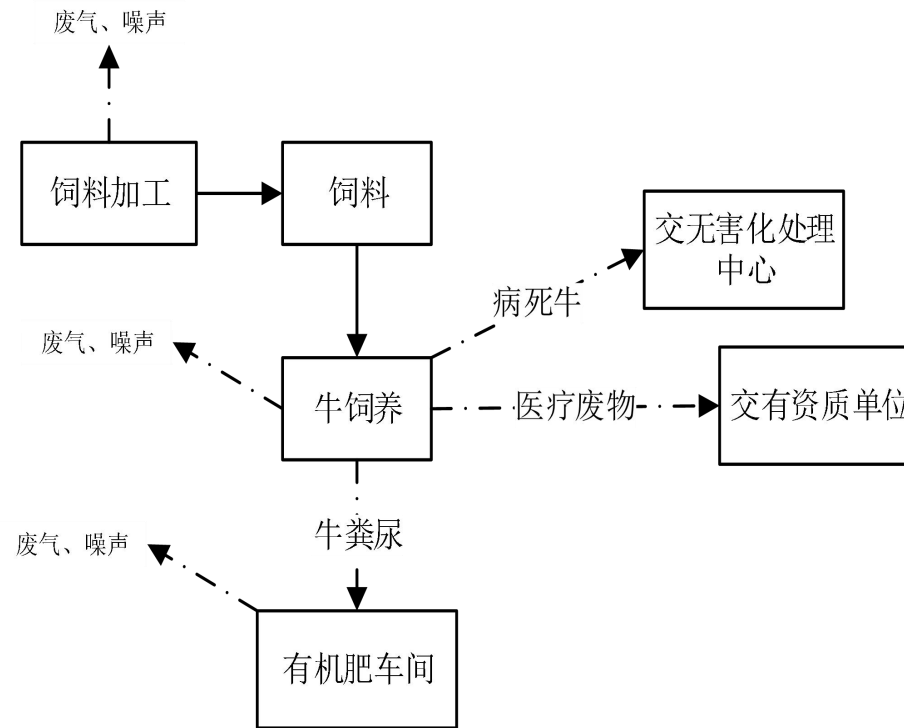 废气、噪声
饲料加工
饲料
交无害化处理
中心
病死牛
废气、噪声
牛饲养
医疗废物
交有资质单位
牛粪尿
废气、噪声
有机肥车间